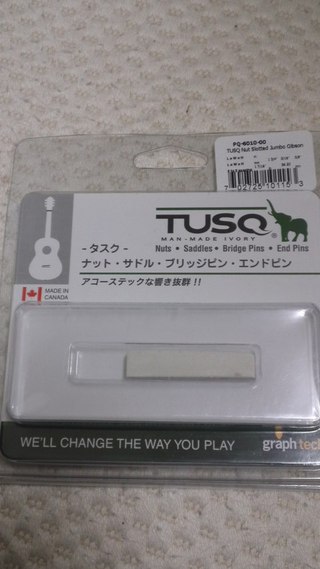 PQ-6010-00
TUSQ Nut Slotted Jumbo Gibson
TUSQ
MAN-MADE IVORY
®
- タスク -
Nuts • Saddles • Bridge Pins • End Pins
ナット・サドル・ブリッジピン・エンドピン
アコーステックな響き抜群!!
MADE IN
CANADA
WE'LL CHANGE THE WAY YOU PLAY
graph tech